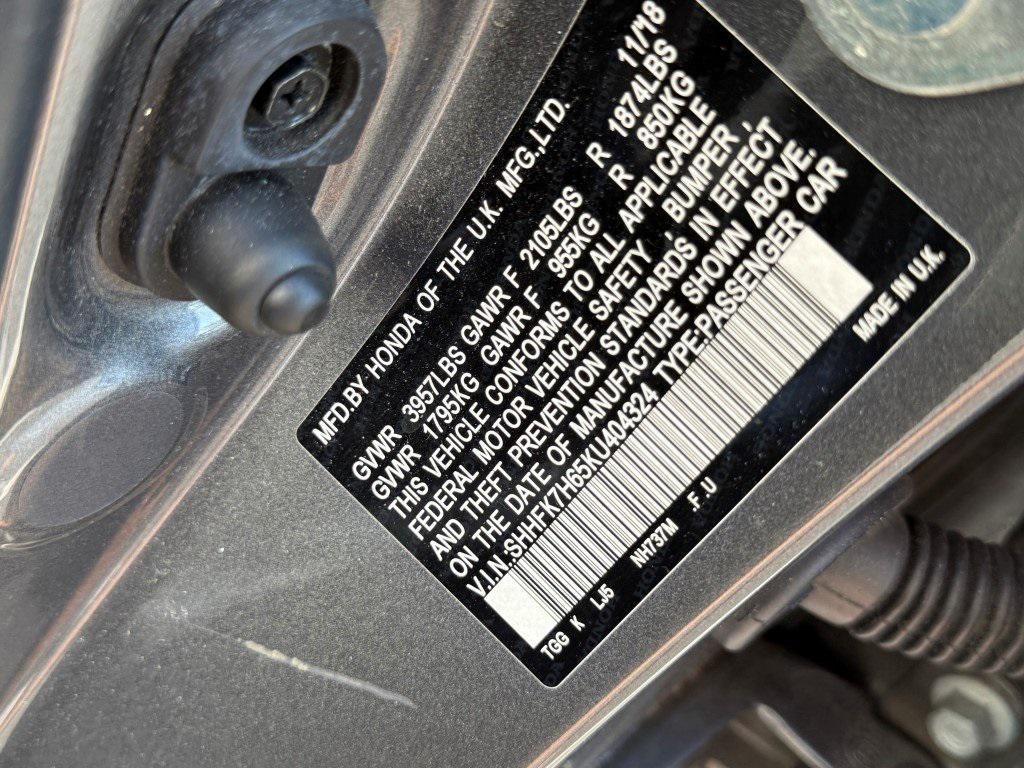 MFD.BY HONDA OF THE U.K. MFG.,LTD. 11/'18
GVWR 3957LBS GAWR F 2105LBS R 1874LBS
GVWR 1795KG GAWR F 955KG R 850KG
THIS VEHICLE CONFORMS TO ALL APPLICABLE
FEDERAL MOTOR VEHICLE SAFETY , BUMPER ,
AND THEFT PREVENTION STANDARDS IN EFFECT
ON THE DATE OF MANUFACTURE SHOWN ABOVE.
V.I.N.SHHFK7H65KU404324 TYPE:PASSENGER CAR
TGG K LJ5 NH737M .F.U MADE IN U.K.